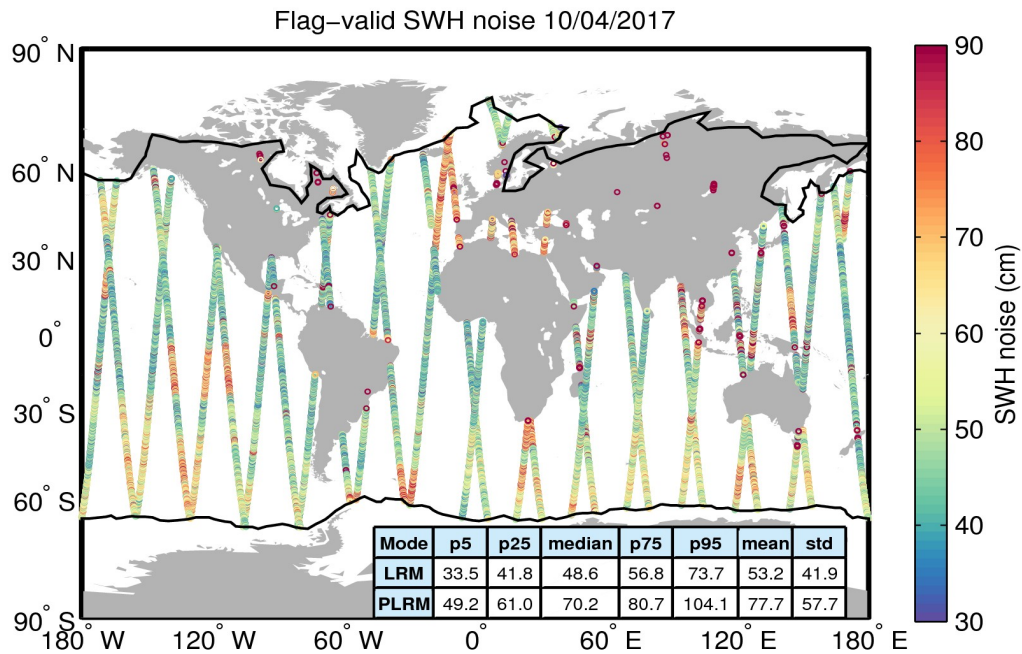 Flag−valid SWH noise 10/04/2017
90° N
60° N
30° N
0°
30° S
60° S
90° S
180° W
120° W
60° W
0°
60° E
120° E
180° E
Mode p5 p25 median p75 p95 mean std
LRM 33.5 41.8 48.6 56.8 73.7 53.2 41.9
PLRM 49.2 61.0 70.2 80.7 104.1 77.7 57.7
90
80
70
60
50
40
30
SWH noise (cm)